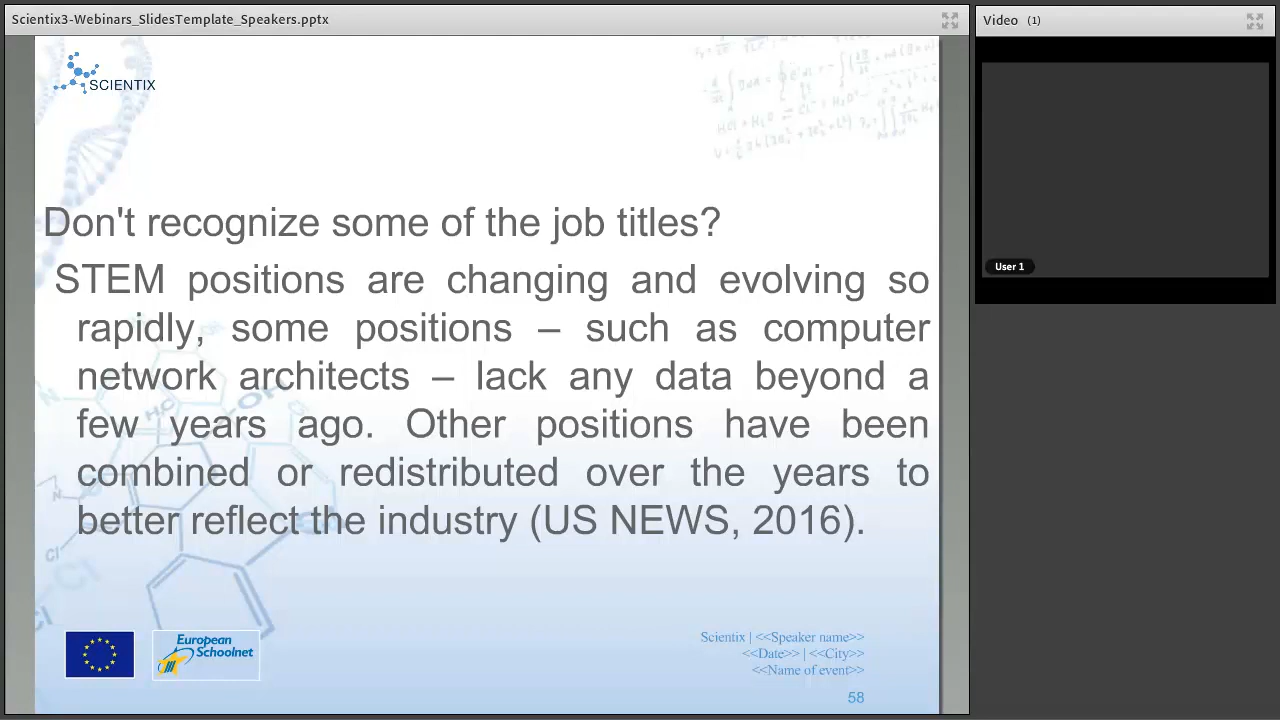 Scientix3-Webinars_SlidesTemplate_Speakers.pptx
Video (1)
SCIENTIX
User 1
Don't recognize some of the job titles?
STEM positions are changing and evolving so
rapidly, some positions – such as computer
network architects – lack any data beyond a
few years ago. Other positions have been
combined or redistributed over the years to
better reflect the industry (US NEWS, 2016).
European
Schoolnet
Scientix | <<Speaker name>>
<<Date>> | <<City>>
<<Name of event>>
58